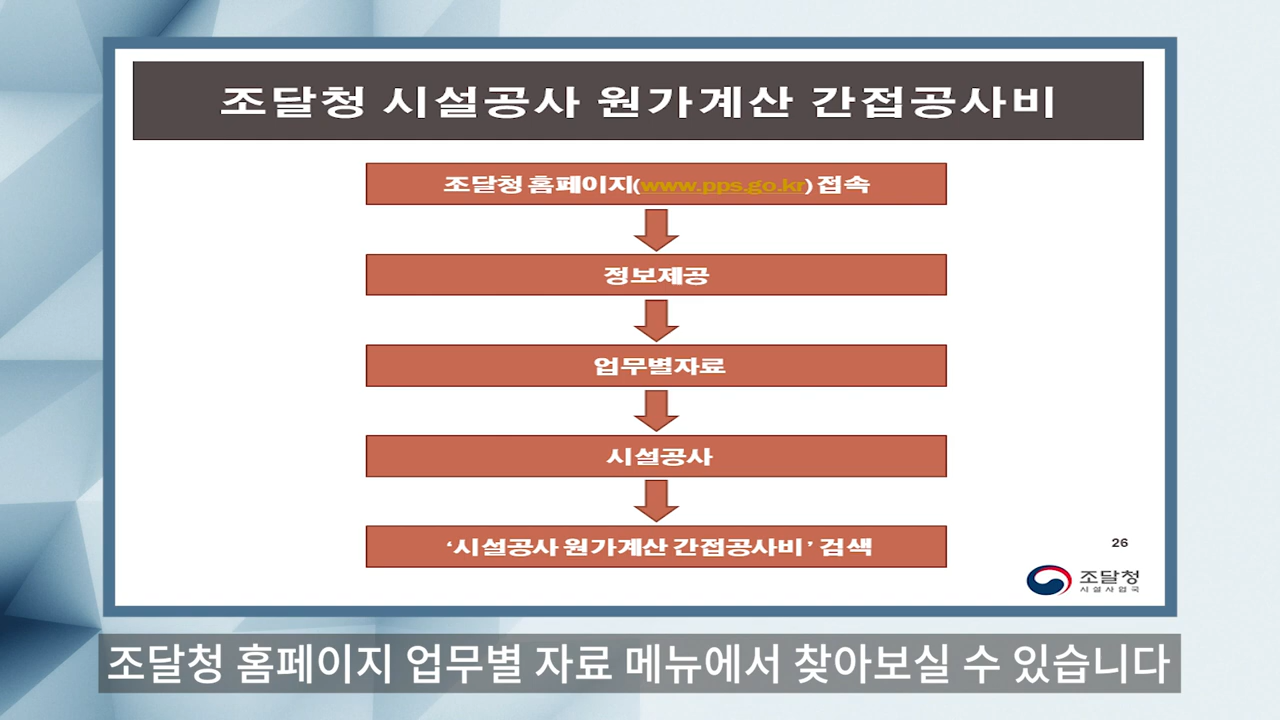 조달청 시설공사 원가계산 간접공사비
조달청 홈페이지(www.pps.go.kr) 접속
정보제공
업무별자료
시설공사
‘시설공사 원가계산 간접공사비’ 검색
26
조달청
시설사업국
조달청 홈페이지 업무별 자료 메뉴에서 찾아보실 수 있습니다